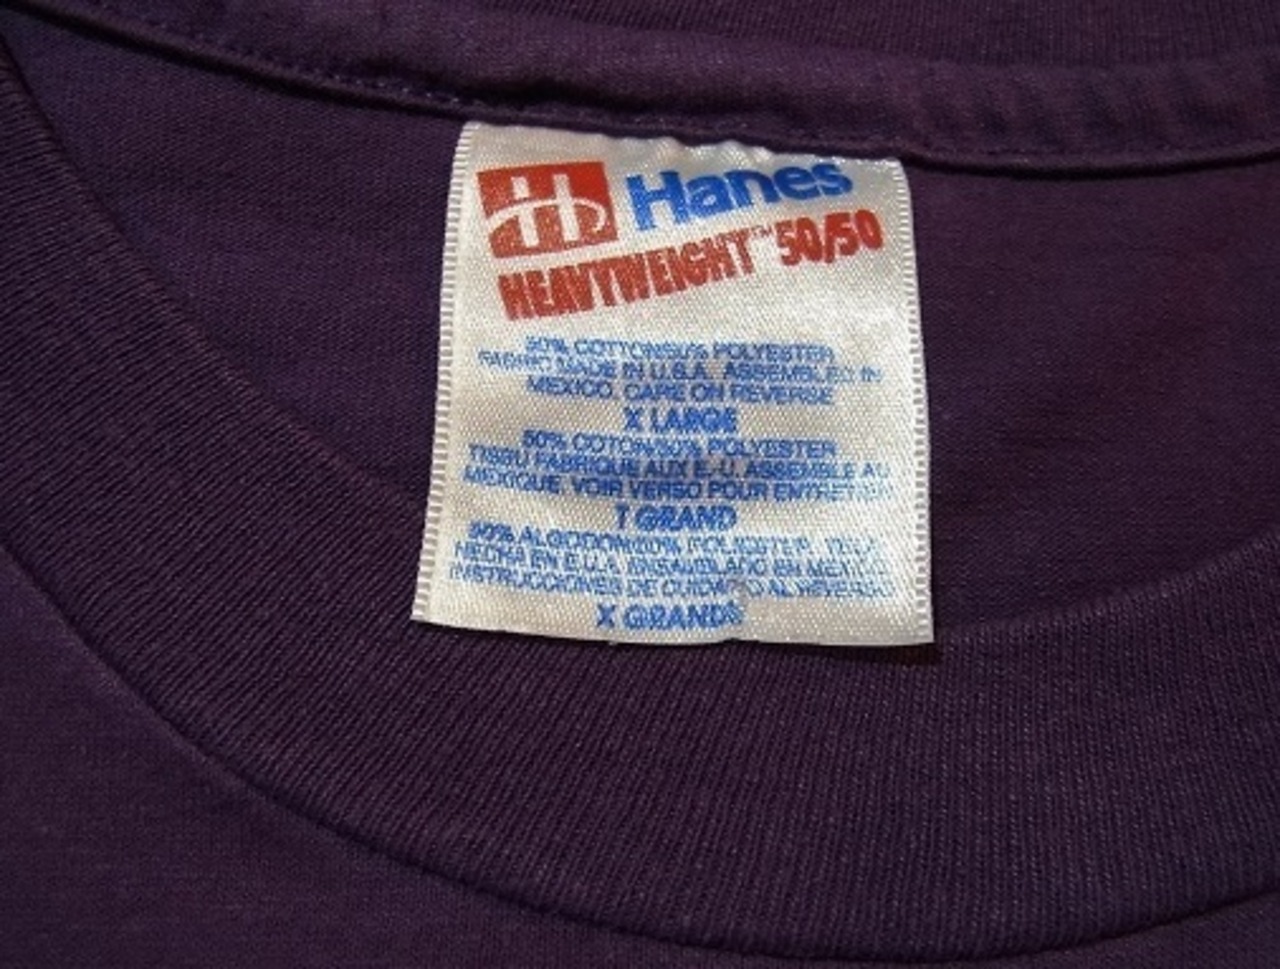 Hanes
HEAVYWEIGHT™ 50/50
50% COTTON/50% POLYESTER
FABRIC MADE IN U.S.A. ASSEMBLED IN
MEXICO. CARE ON REVERSE
X LARGE
50% COTON/50% POLYESTER
TISSU FABRIQUE AUX E.-U. ASSEMBLE AU
MEXIQUE. VOIR VERSO POUR ENTRETIEN
T GRAND
50% ALGODON/50% POLIESTER. TELA
HECHA EN E.U.A. ENSAMBLADO EN MEXICO
INSTRUCCIONES DE CUIDADO AL REVERSO
X GRANDE